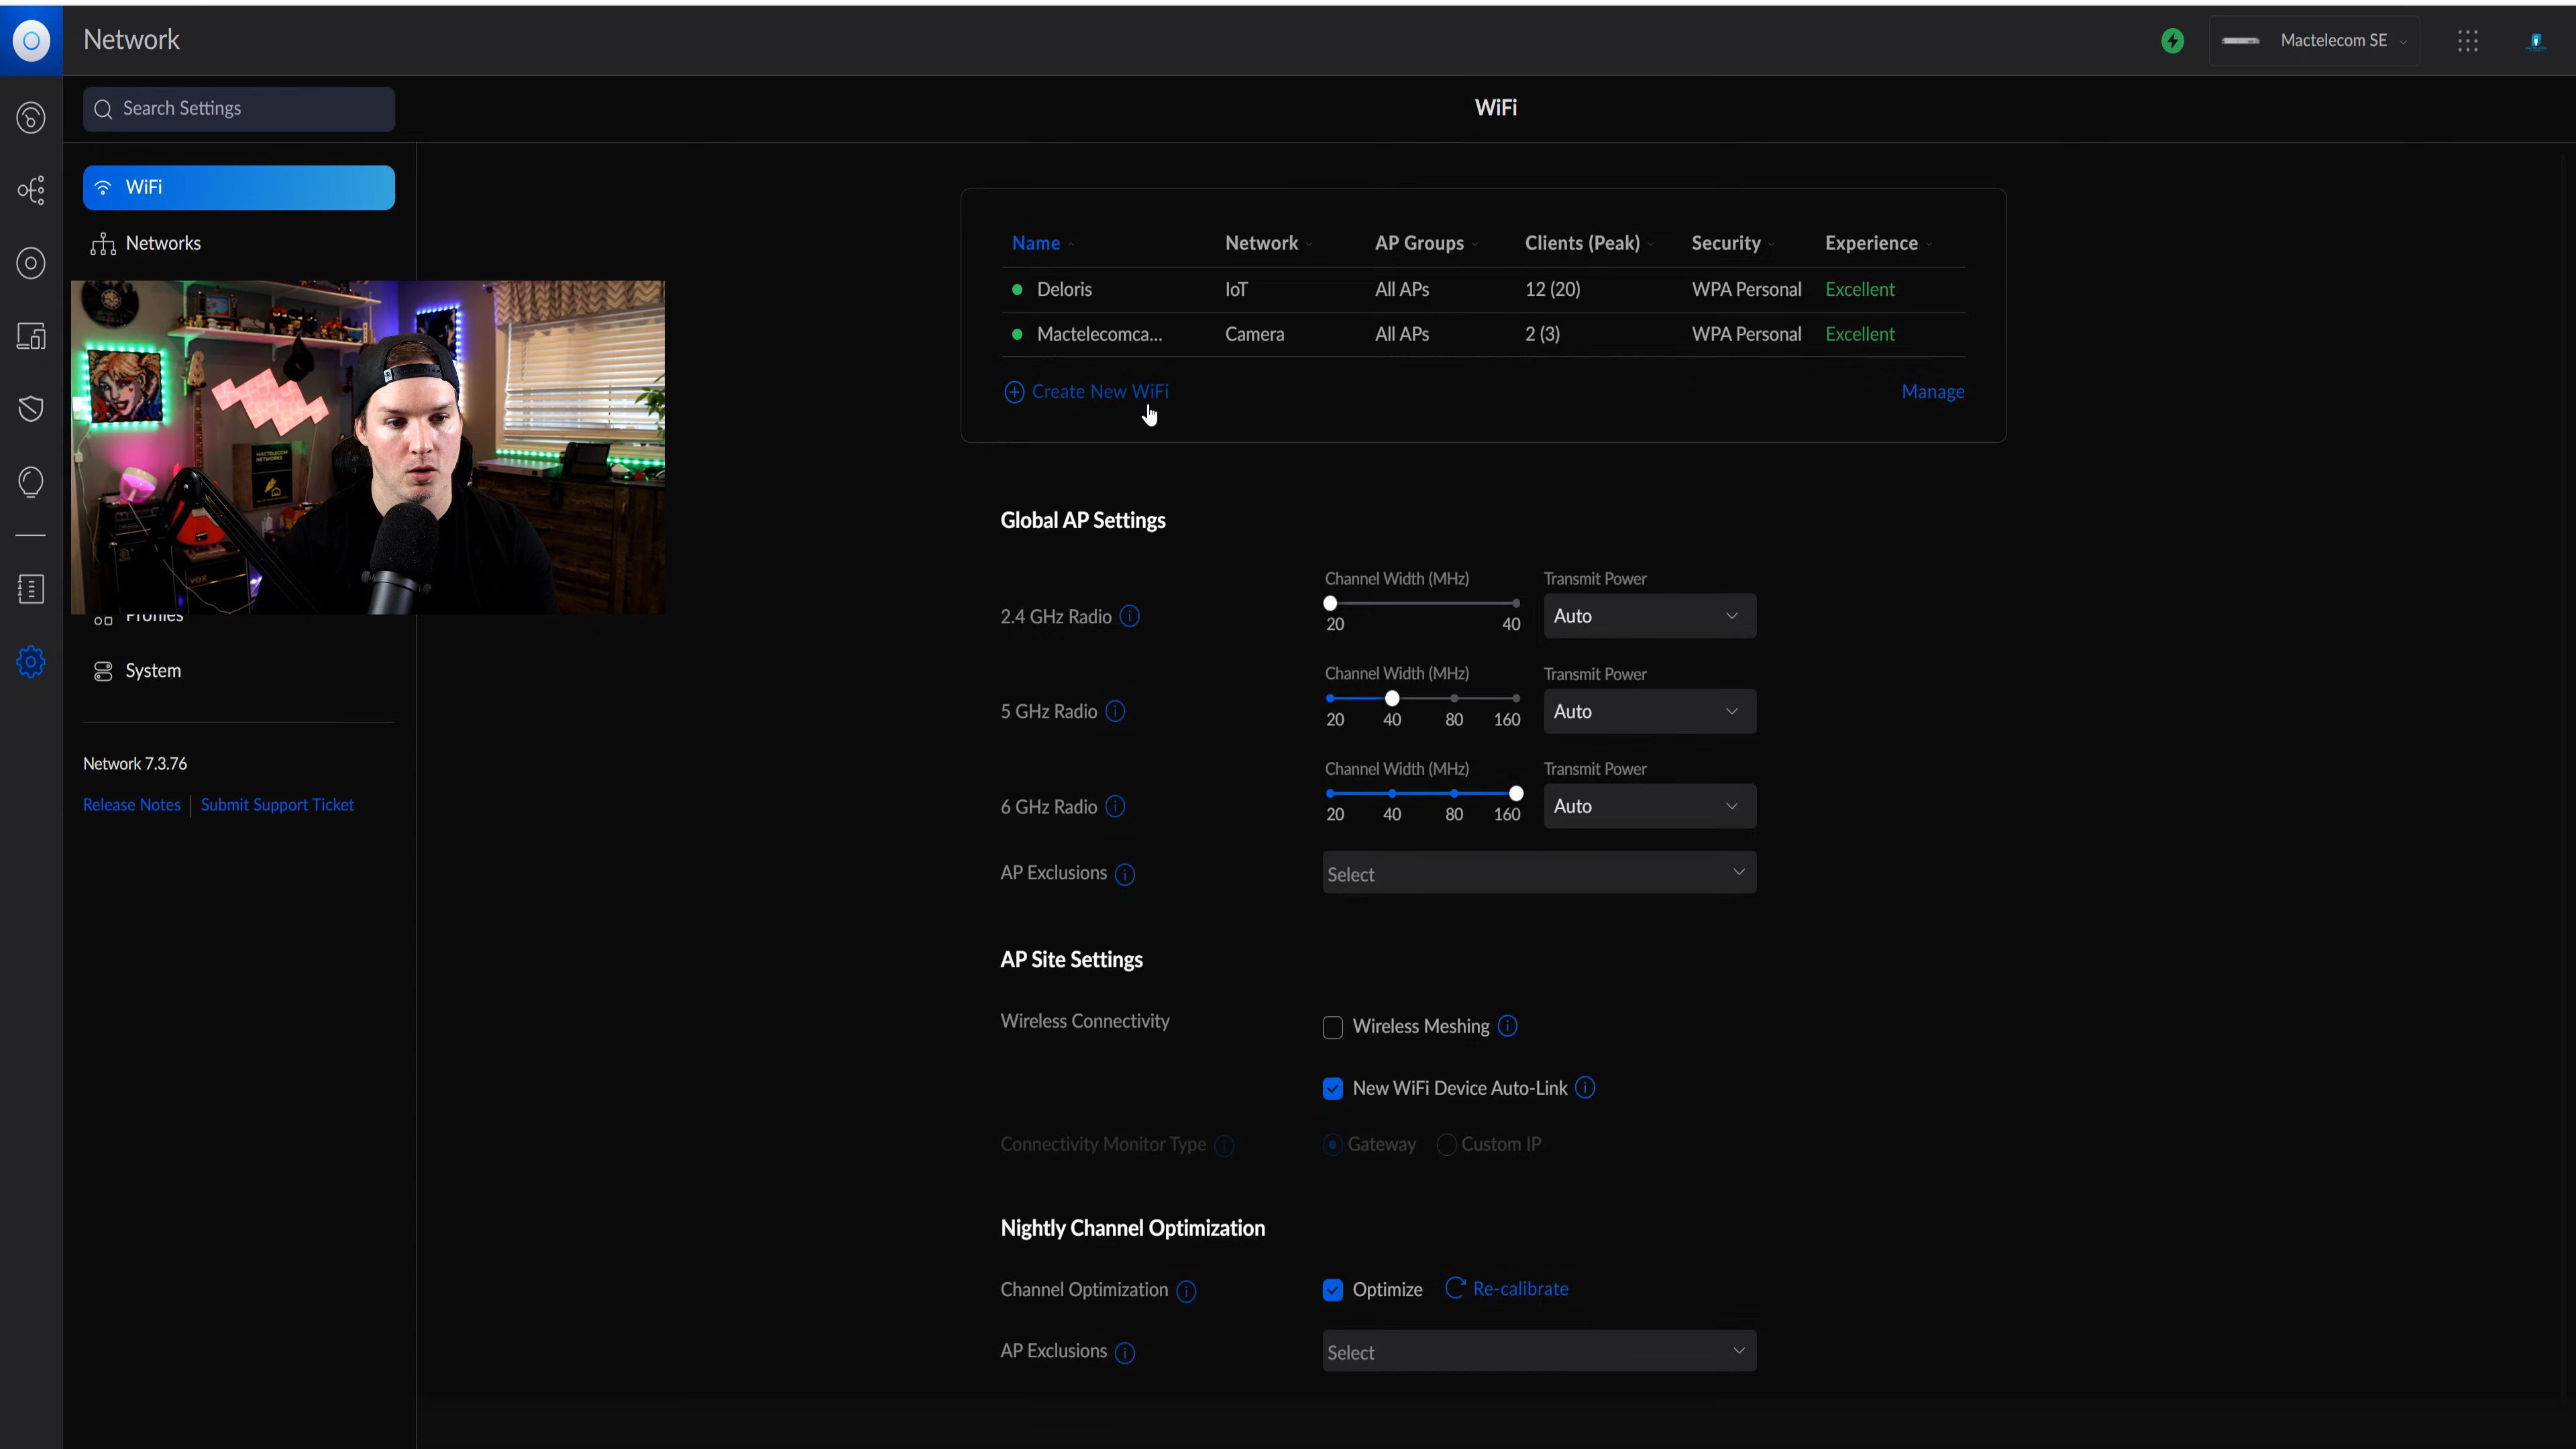 Network
Mactelecom SE
Search Settings
WiFi
WiFi
Networks
Profiles
System
Network 7.3.76
Release Notes | Submit Support Ticket
Name Network AP Groups Clients (Peak) Security Experience
Deloris IoT All APs 12 (20) WPA Personal Excellent
Mactelecomca... Camera All APs 2 (3) WPA Personal Excellent
Create New WiFi Manage
Global AP Settings
Channel Width (MHz) Transmit Power
2.4 GHz Radio 20 40 Auto
Channel Width (MHz) Transmit Power
5 GHz Radio 20 40 80 160 Auto
Channel Width (MHz) Transmit Power
6 GHz Radio 20 40 80 160 Auto
AP Exclusions Select
AP Site Settings
Wireless Connectivity Wireless Meshing
New WiFi Device Auto-Link
Connectivity Monitor Type Gateway Custom IP
Nightly Channel Optimization
Channel Optimization Optimize Re-calibrate
AP Exclusions Select
MACTELECOM
NETWORKS
VOX